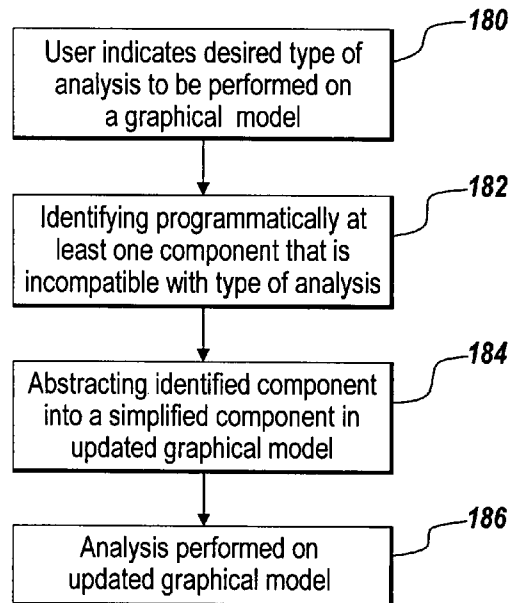 180
User indicates desired type of
analysis to be performed on
a graphical model
182
Identifying programmatically at
least one component that is
incompatible with type of analysis
184
Abstracting identified component
into a simplified component in
updated graphical model
186
Analysis performed on
updated graphical model